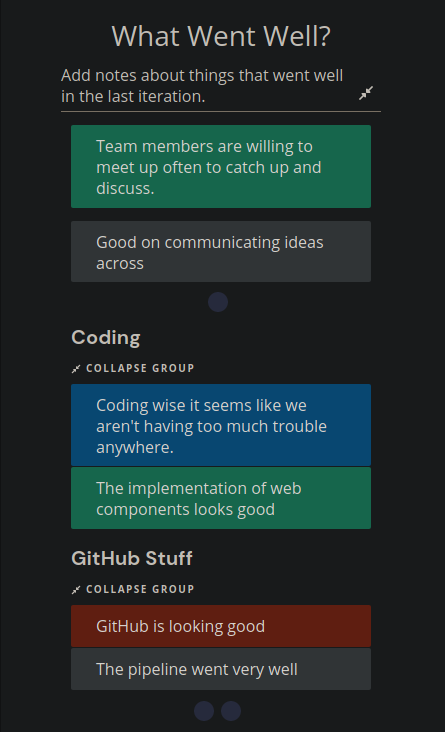 What Went Well?
Add notes about things that went well
in the last iteration.
Team members are willing to
meet up often to catch up and
discuss.
Good on communicating ideas
across
Coding
COLLAPSE GROUP
Coding wise it seems like we
aren't having too much trouble
anywhere.
The implementation of web
components looks good
GitHub Stuff
COLLAPSE GROUP
GitHub is looking good
The pipeline went very well